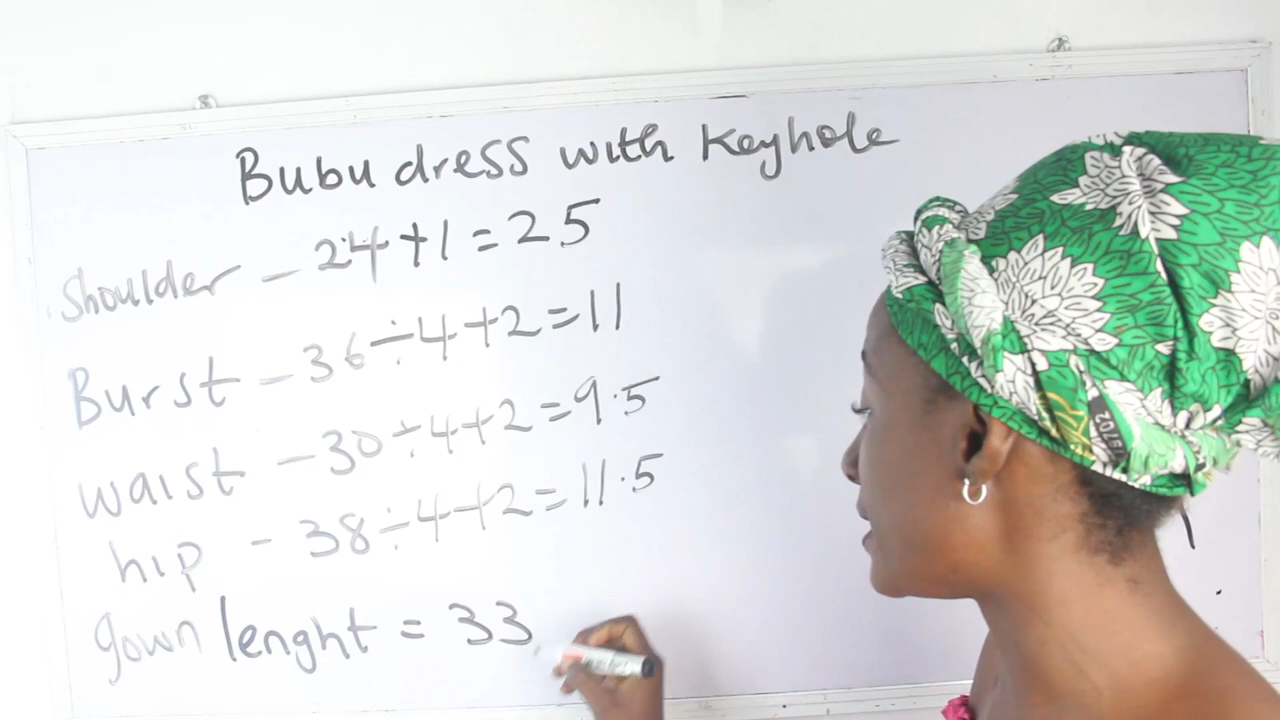 Bubu dress with Keyhole
Shoulder - 24+1=25
Burst - 36÷4+2=11
waist - 30÷4+2=9.5
hip - 38÷4+2=11.5
gown lenght = 33